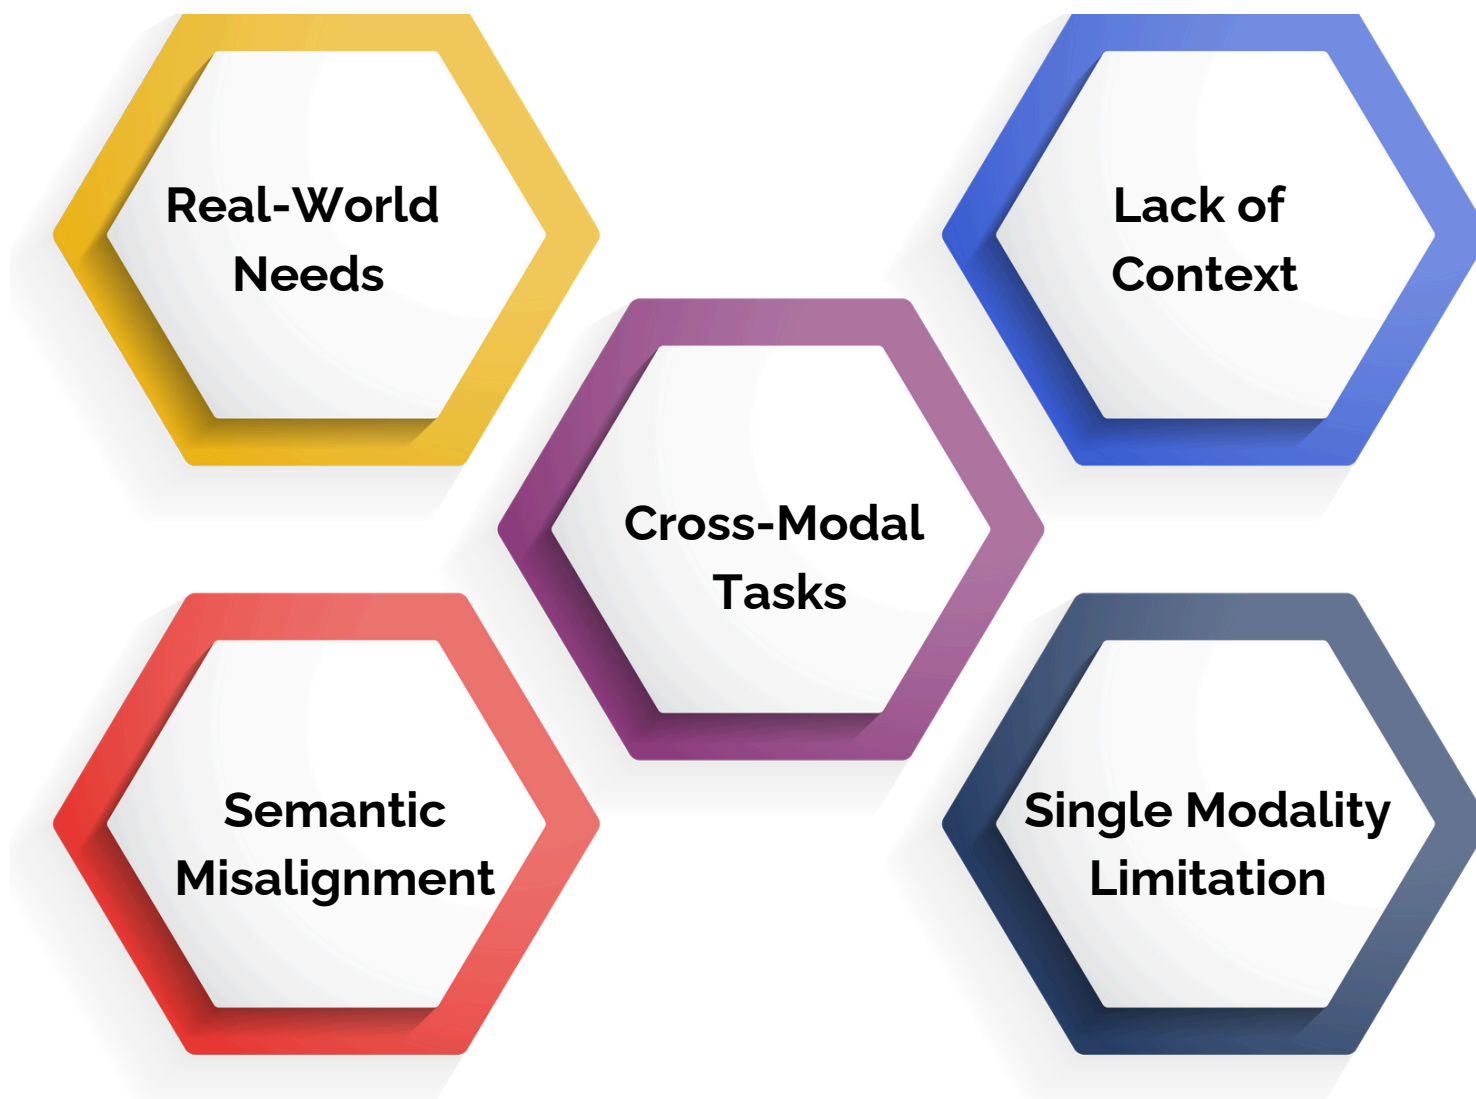 Real-World
Needs
Lack of
Context
Cross-Modal
Tasks
Semantic
Misalignment
Single Modality
Limitation